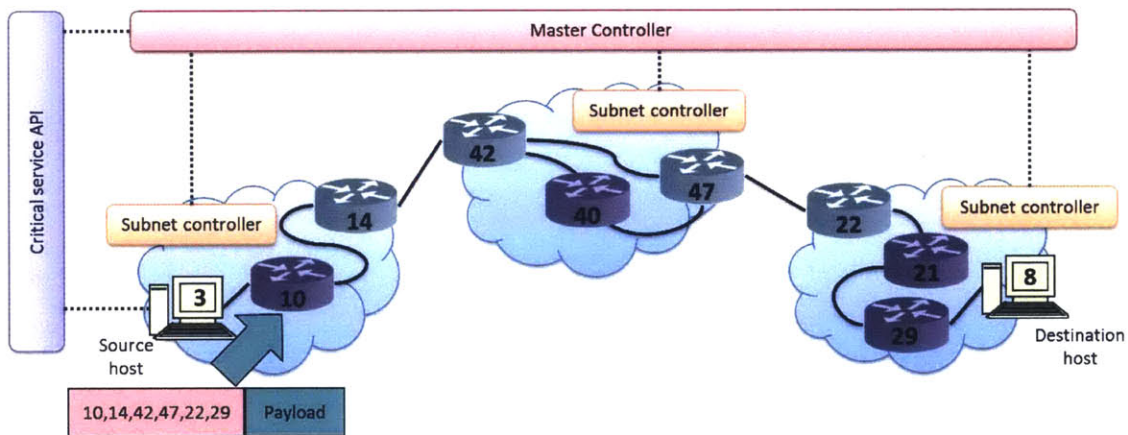 Master Controller
Critical service API
Subnet controller
42
47
40
14
Subnet controller
22
Subnet controller
21
3
10
8
29
Source
host
Destination
host
10,14,42,47,22,29
Payload